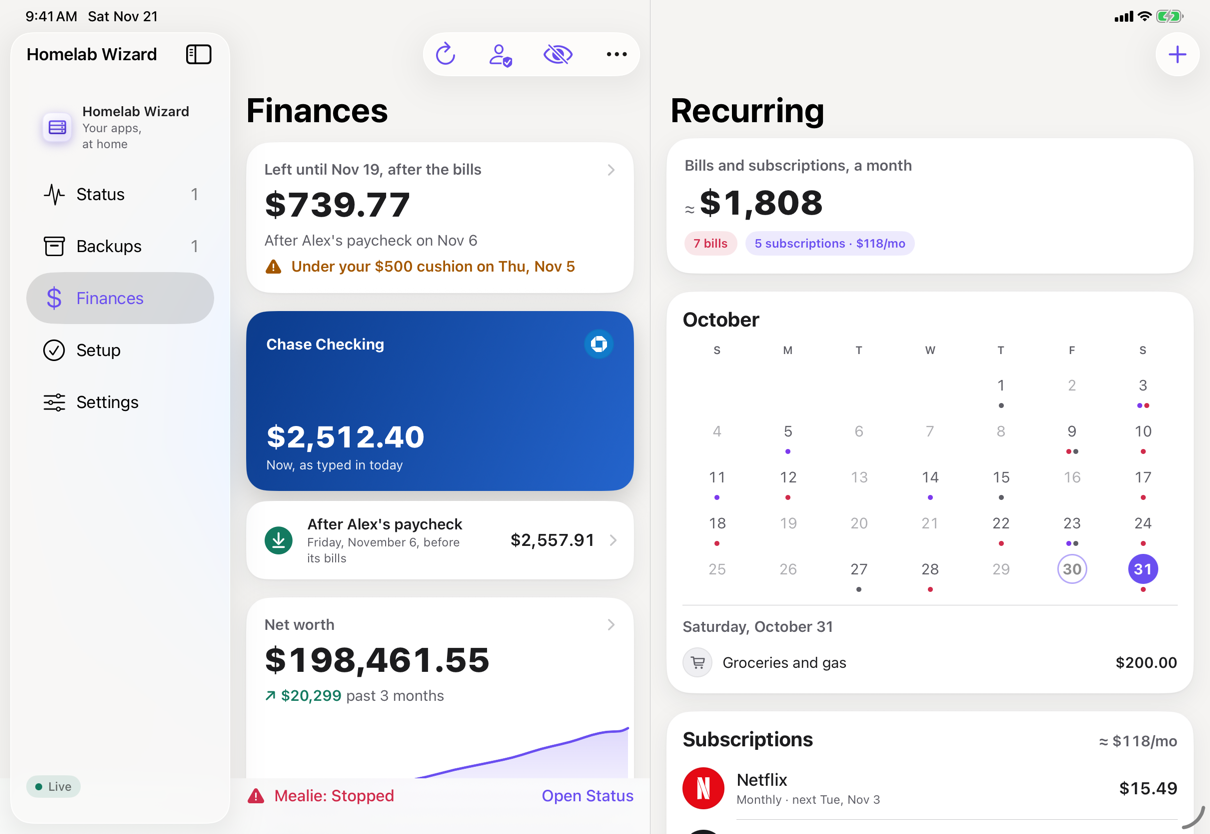 9:41 AM Sat Nov 21
Homelab Wizard
Homelab Wizard
Your apps,
at home
Status 1
Backups 1
Finances
Setup
Settings
Live
Finances
Left until Nov 19, after the bills
$739.77
After Alex's paycheck on Nov 6
Under your $500 cushion on Thu, Nov 5
Chase Checking
$2,512.40
Now, as typed in today
After Alex's paycheck
Friday, November 6, before
its bills
$2,557.91
Net worth
$198,461.55
$20,299 past 3 months
Mealie: Stopped Open Status
Recurring
Bills and subscriptions, a month
≈ $1,808
7 bills 5 subscriptions · $118/mo
October
S M T W T F S
1 2 3
4 5 6 7 8 9 10
11 12 13 14 15 16 17
18 19 20 21 22 23 24
25 26 27 28 29 30 31
Saturday, October 31
Groceries and gas $200.00
Subscriptions ≈ $118/mo
N
Netflix
Monthly · next Tue, Nov 3
$15.49